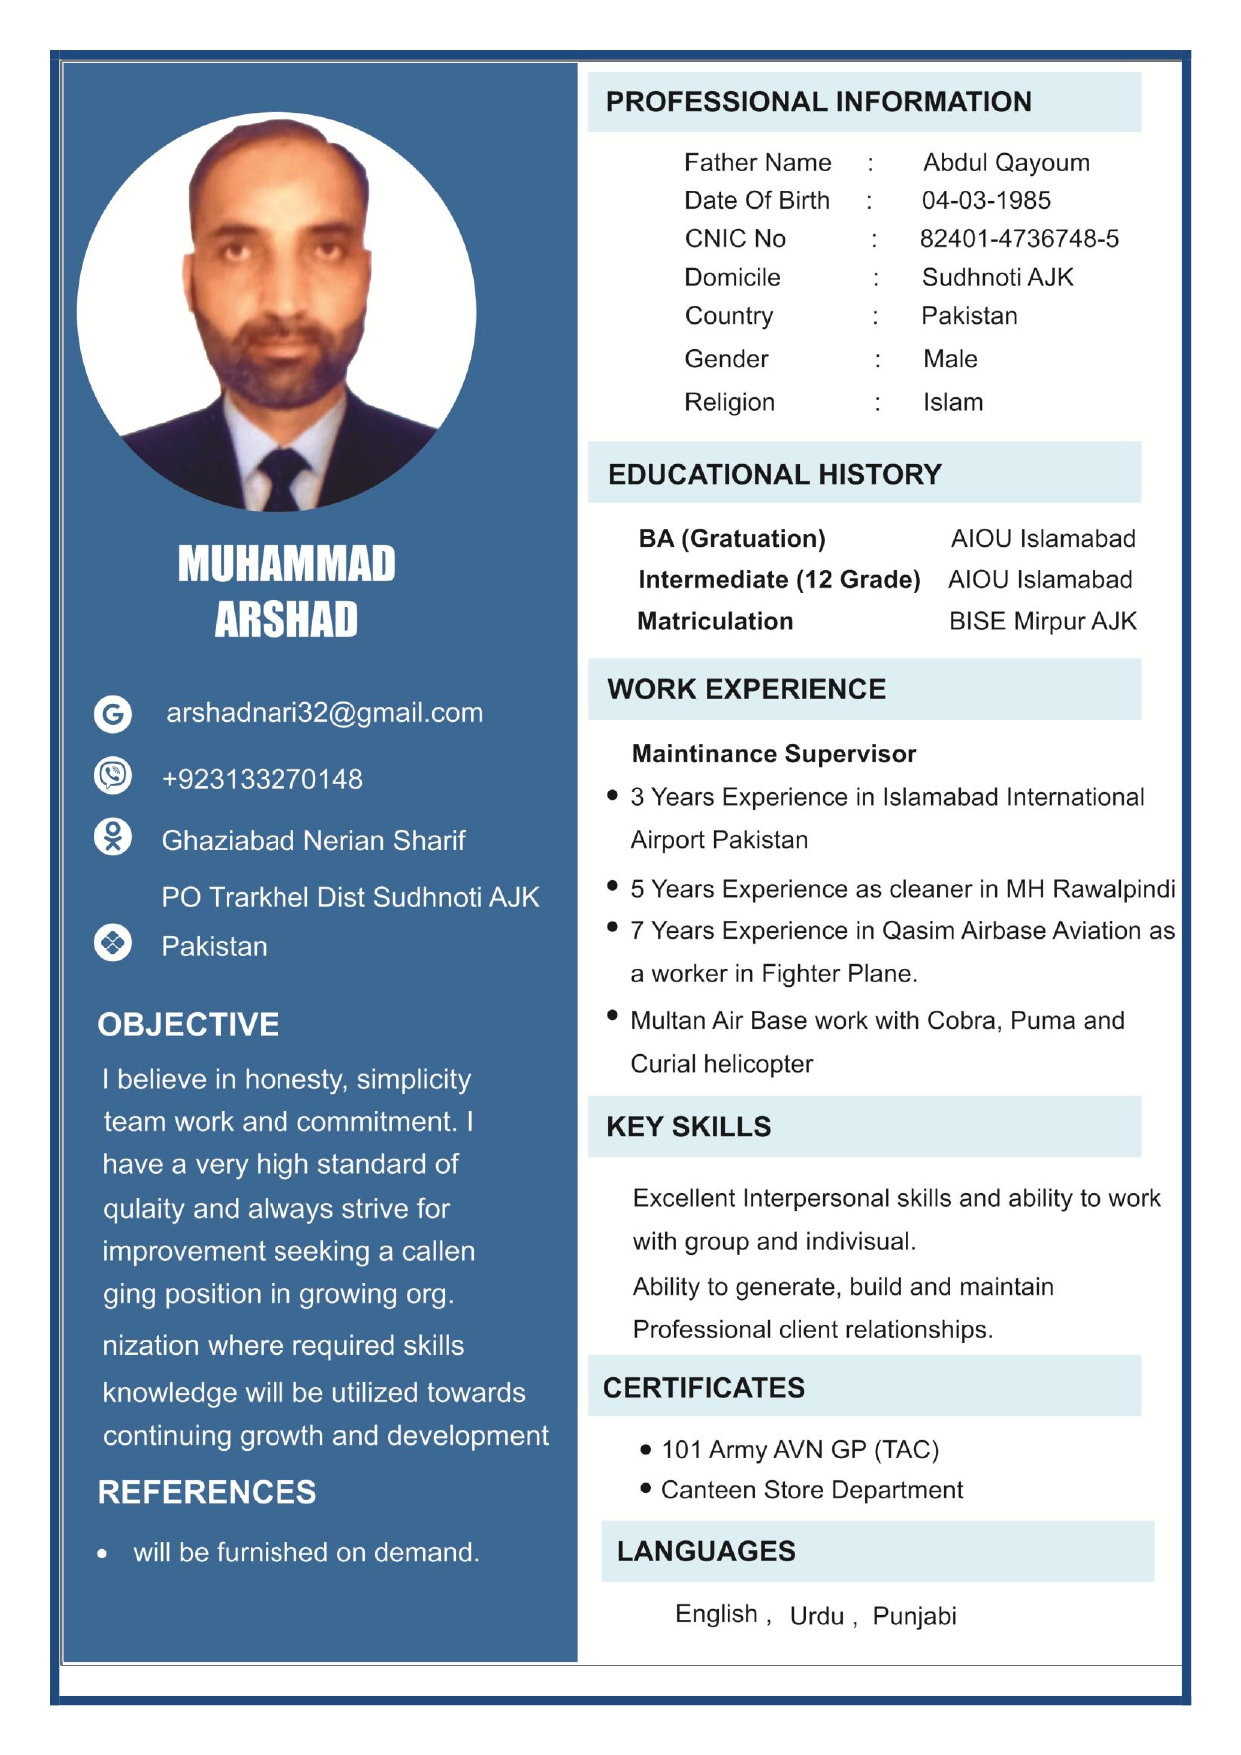 MUHAMMAD
ARSHAD
arshadnari32@gmail.com
+923133270148
Ghaziabad Nerian Sharif
PO Trarkhel Dist Sudhnoti AJK
Pakistan
OBJECTIVE
I believe in honesty, simplicity
team work and commitment. I
have a very high standard of
qulaity and always strive for
improvement seeking a callen
ging position in growing org.
nization where required skills
knowledge will be utilized towards
continuing growth and development
REFERENCES
• will be furnished on demand.
PROFESSIONAL INFORMATION
Father Name : Abdul Qayoum
Date Of Birth : 04-03-1985
CNIC No : 82401-4736748-5
Domicile : Sudhnoti AJK
Country : Pakistan
Gender : Male
Religion : Islam
EDUCATIONAL HISTORY
BA (Gratuation) AIOU Islamabad
Intermediate (12 Grade) AIOU Islamabad
Matriculation BISE Mirpur AJK
WORK EXPERIENCE
Maintinance Supervisor
• 3 Years Experience in Islamabad International
Airport Pakistan
• 5 Years Experience as cleaner in MH Rawalpindi
• 7 Years Experience in Qasim Airbase Aviation as
a worker in Fighter Plane.
• Multan Air Base work with Cobra, Puma and
Curial helicopter
KEY SKILLS
Excellent Interpersonal skills and ability to work
with group and indivisual.
Ability to generate, build and maintain
Professional client relationships.
CERTIFICATES
• 101 Army AVN GP (TAC)
• Canteen Store Department
LANGUAGES
English , Urdu , Punjabi